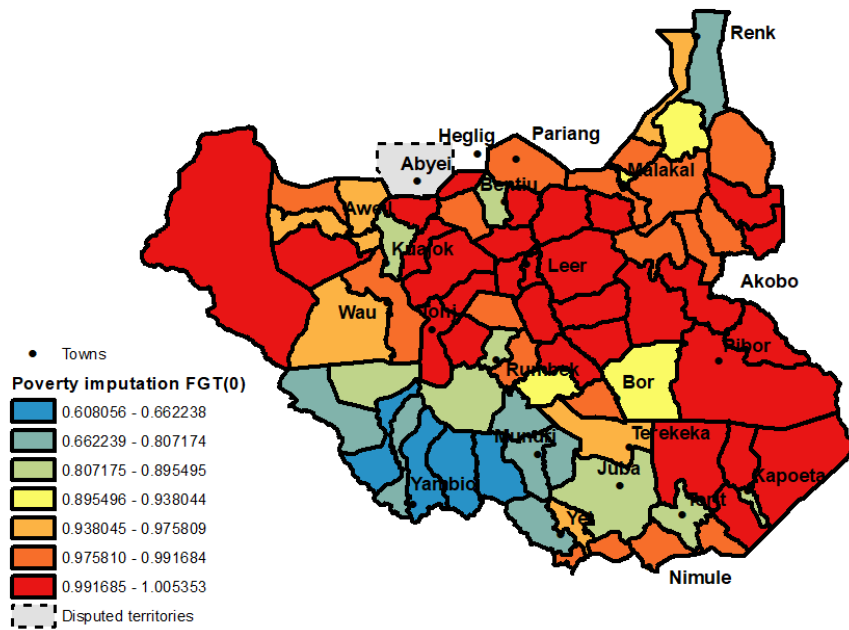 Renk
Heglig
Pariang
Abyei
Malakal
Bentiu
Aweil
Kuajok
Leer
Akobo
Wau
Tonj
Pibor
Towns
Rumbek
Poverty imputation FGT(0)
Bor
0.608056 - 0.662238
0.662239 - 0.807174
Mundri
Terekeka
0.807175 - 0.895495
Juba
Kapoeta
Yambio
0.895496 - 0.938044
Torit
0.938045 - 0.975809
Yei
0.975810 - 0.991684
Nimule
0.991685 - 1.005353
Disputed territories